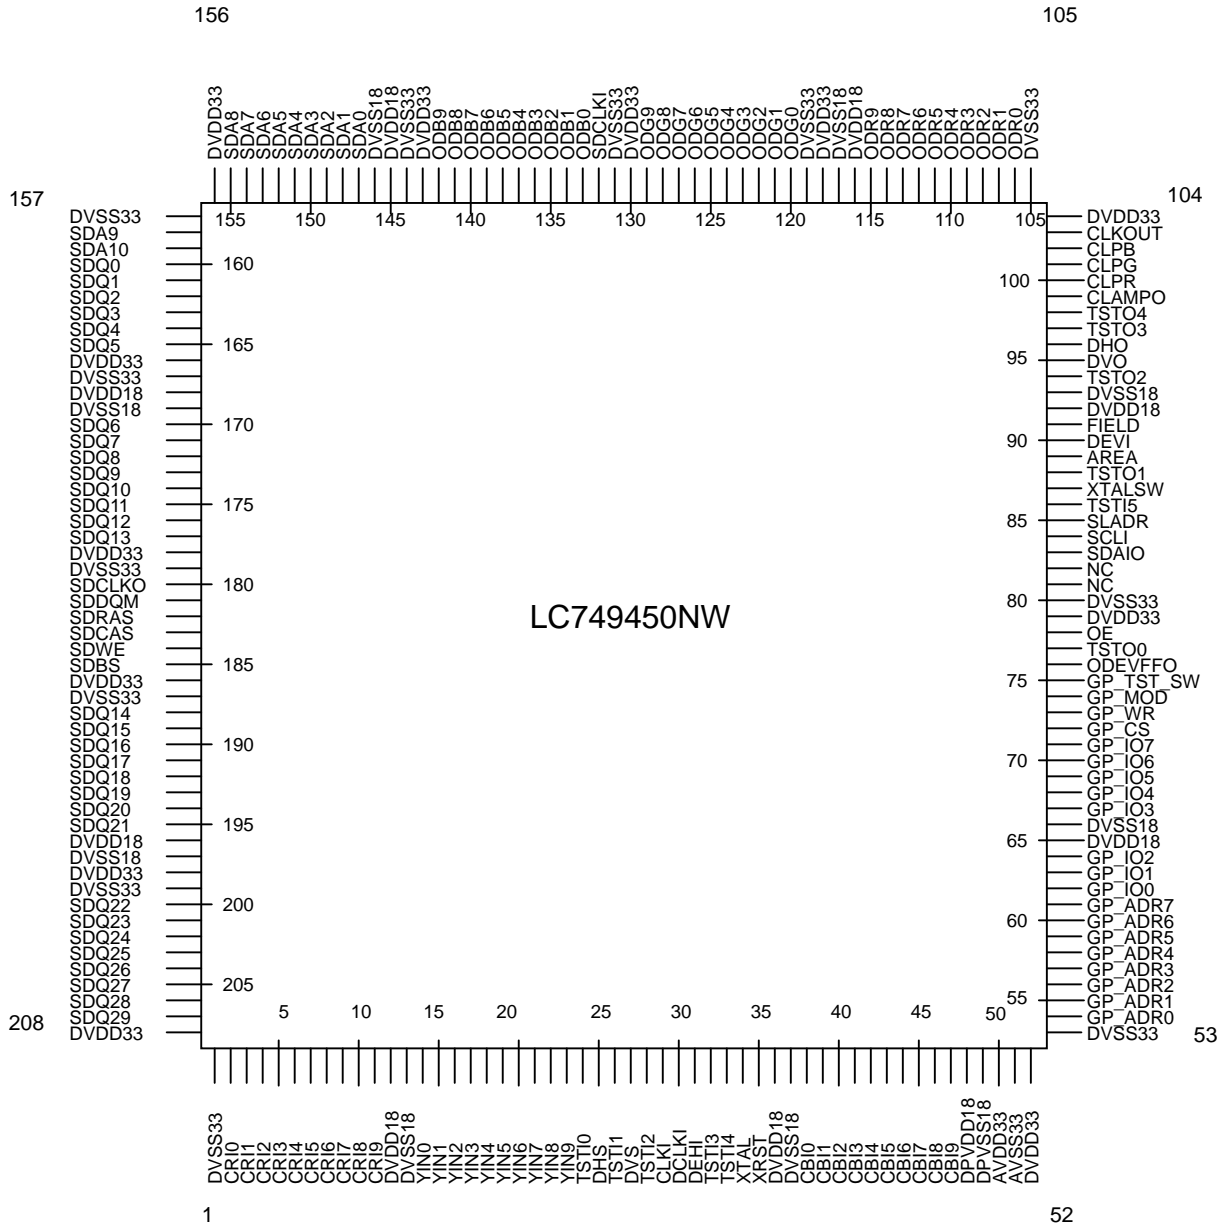 156
105
DVDD33
SDA8
SDA7
SDA6
SDA5
SDA4
SDA3
SDA2
SDA1
SDA0
DVSS18
DVDD18
DVSS33
DVDD33
ODB9
ODB8
ODB7
ODB6
ODB5
ODB4
ODB3
ODB2
ODB1
ODB0
SDCLKI
DVSS33
DVDD33
ODG9
ODG8
ODG7
ODG6
ODG5
ODG4
ODG3
ODG2
ODG1
ODG0
DVSS33
DVDD33
DVSS18
DVDD18
ODR9
ODR8
ODR7
ODR6
ODR5
ODR4
ODR3
ODR2
ODR1
ODR0
DVSS33
157
104
155
150
145
140
135
130
125
120
115
110
105
DVSS33
SDA9
SDA10
SDQ0
SDQ1
SDQ2
SDQ3
SDQ4
SDQ5
DVDD33
DVSS33
DVDD18
DVSS18
SDQ6
SDQ7
SDQ8
SDQ9
SDQ10
SDQ11
SDQ12
SDQ13
DVDD33
DVSS33
SDCLKO
SDDQM
SDRAS
SDCAS
SDWE
SDBS
DVDD33
DVSS33
SDQ14
SDQ15
SDQ16
SDQ17
SDQ18
SDQ19
SDQ20
SDQ21
DVDD18
DVSS18
DVDD33
DVSS33
SDQ22
SDQ23
SDQ24
SDQ25
SDQ26
SDQ27
SDQ28
SDQ29
DVDD33
160
165
170
175
180
185
190
195
200
205
LC749450NW
100
95
90
85
80
75
70
65
60
55
DVDD33
CLKOUT
CLPB
CLPG
CLPR
CLAMPO
TSTO4
TSTO3
DHO
DVO
TSTO2
DVSS18
DVDD18
FIELD
DEVI
AREA
TSTO1
XTALSW
TSTI5
SLADR
SCLI
SDAIO
NC
NC
DVSS33
DVDD33
OE
TSTO0
ODEVFFO
GP_TST_SW
GP_MOD
GP_WR
GP_CS
GP_IO7
GP_IO6
GP_IO5
GP_IO4
GP_IO3
DVSS18
DVDD18
GP_IO2
GP_IO1
GP_IO0
GP_ADR7
GP_ADR6
GP_ADR5
GP_ADR4
GP_ADR3
GP_ADR2
GP_ADR1
GP_ADR0
DVSS33
208
53
5
10
15
20
25
30
35
40
45
50
DVSS33
CRI0
CRI1
CRI2
CRI3
CRI4
CRI5
CRI6
CRI7
CRI8
CRI9
DVDD18
DVSS18
YIN0
YIN1
YIN2
YIN3
YIN4
YIN5
YIN6
YIN7
YIN8
YIN9
TSTI0
DHS
TSTI1
DVS
TSTI2
CLKI
DCLKI
DEHI
TSTI3
TSTI4
XTAL
XRST
DVDD18
DVSS18
CBI0
CBI1
CBI2
CBI3
CBI4
CBI5
CBI6
CBI7
CBI8
CBI9
DPVDD18
DPVSS18
AVDD33
AVSS33
DVDD33
1
52